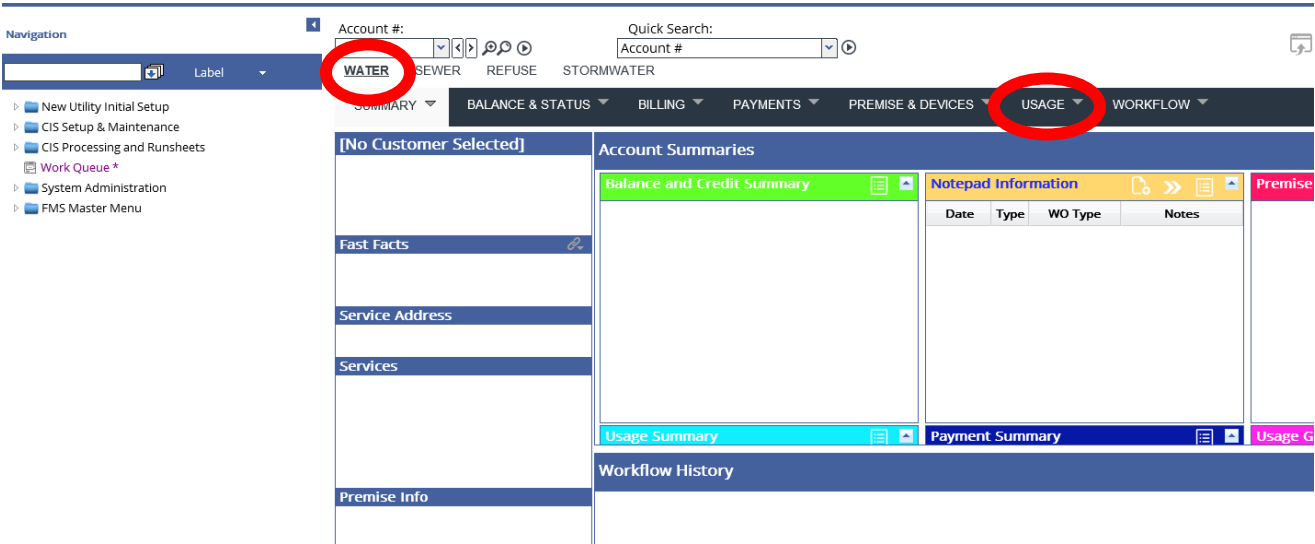 Navigation
Account #:
Quick Search:
Account #
Label
WATER SEWER REFUSE STORMWATER
SUMMARY BALANCE & STATUS BILLING PAYMENTS PREMISE & DEVICES USAGE WORKFLOW
New Utility Initial Setup
CIS Setup & Maintenance
CIS Processing and Runsheets
Work Queue *
System Administration
FMS Master Menu
[No Customer Selected]
Fast Facts
Service Address
Services
Premise Info
Account Summaries
Balance and Credit Summary
Notepad Information
Premise
Date Type WO Type Notes
Usage Summary
Payment Summary
Usage G
Workflow History